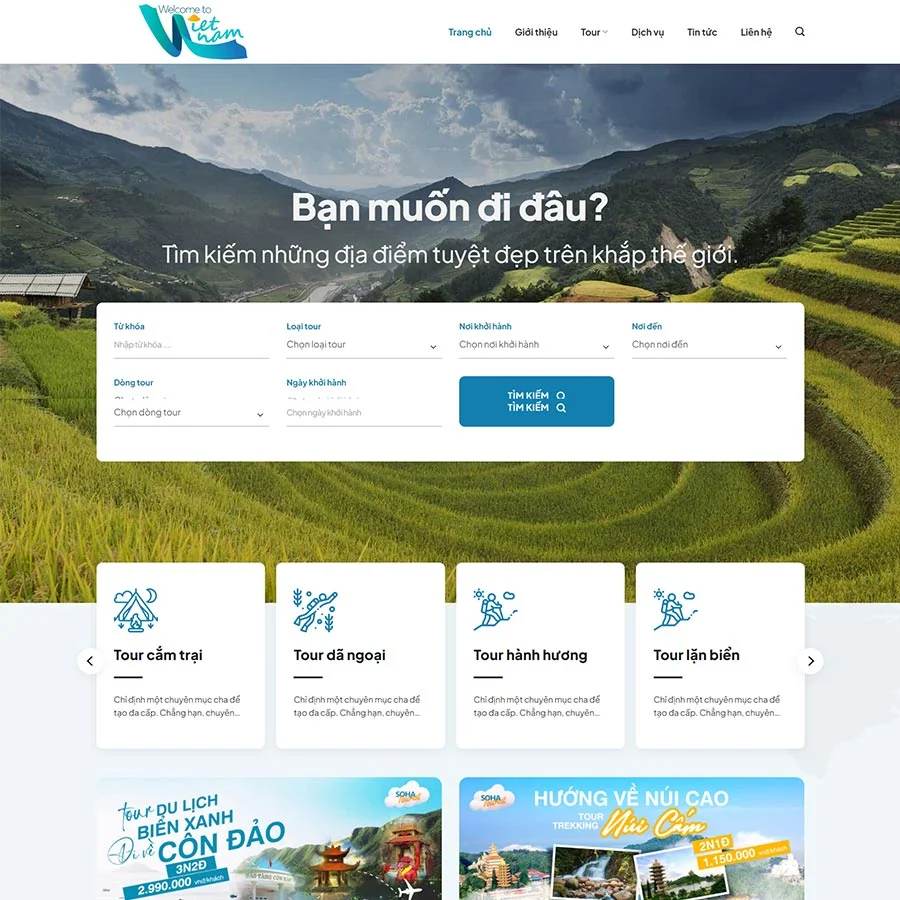 Welcome to
Vietnam
Trang chủ
Giới thiệu
Tour
Dịch vụ
Tin tức
Liên hệ
Bạn muốn đi đâu?
Tìm kiếm những địa điểm tuyệt đẹp trên khắp thế giới.
Từ khóa
Loại tour
Nơi khởi hành
Nơi đến
Nhập từ khóa ...
Chọn loại tour
Chọn nơi khởi hành
Chọn nơi đến
Dòng tour
Ngày khởi hành
Chọn dòng tour
Chọn ngày khởi hành
TÌM KIẾM
TÌM KIẾM
Tour cắm trại
Chỉ định một chuyên mục cha để
tạo đa cấp. Chẳng hạn, chuyên...
Tour dã ngoại
Chỉ định một chuyên mục cha để
tạo đa cấp. Chẳng hạn, chuyên...
Tour hành hương
Chỉ định một chuyên mục cha để
tạo đa cấp. Chẳng hạn, chuyên...
Tour lặn biển
Chỉ định một chuyên mục cha để
tạo đa cấp. Chẳng hạn, chuyên...
SOHA
Tourist
tour DU LỊCH
BIỂN XANH
Đi về CÔN ĐẢO
3N2Đ
2.990.000 vnđ/khách
SOHA
Tourist
HƯỚNG VỀ NÚI CAO
TOUR
TREKKING Núi Cấm
2N1Đ
1.150.000 vnđ/khách